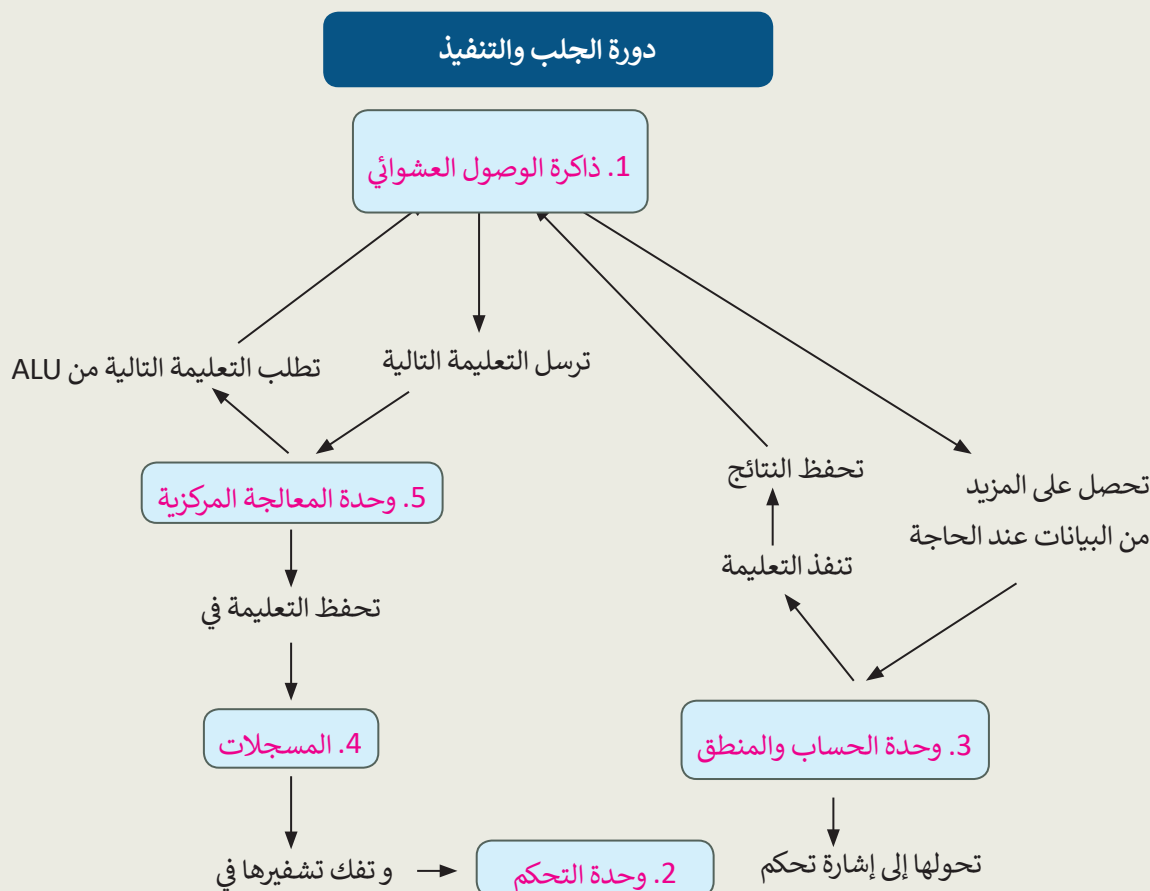 دورة الجلب والتنفيذ
1. ذاكرة الوصول العشوائي
ترسل التعليمة التالية
تطلب التعليمة التالية من ALU
تحصل على المزيد
من البيانات عند الحاجة
تحفظ النتائج
تنفذ التعليمة
5. وحدة المعالجة المركزية
تحفظ التعليمة في
3. وحدة الحساب والمنطق
4. المسجلات
تحولها إلى إشارة تحكم
2. وحدة التحكم
و تفك تشفيرها في